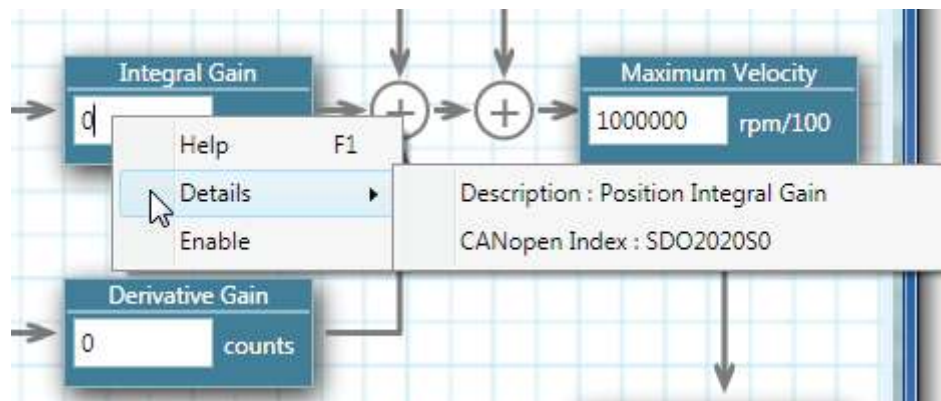 Integral Gain
0
Maximum Velocity
1000000 rpm/100
Help F1
Details
Enable
Description : Position Integral Gain
CANopen Index : SDO2020S0
Derivative Gain
0 counts